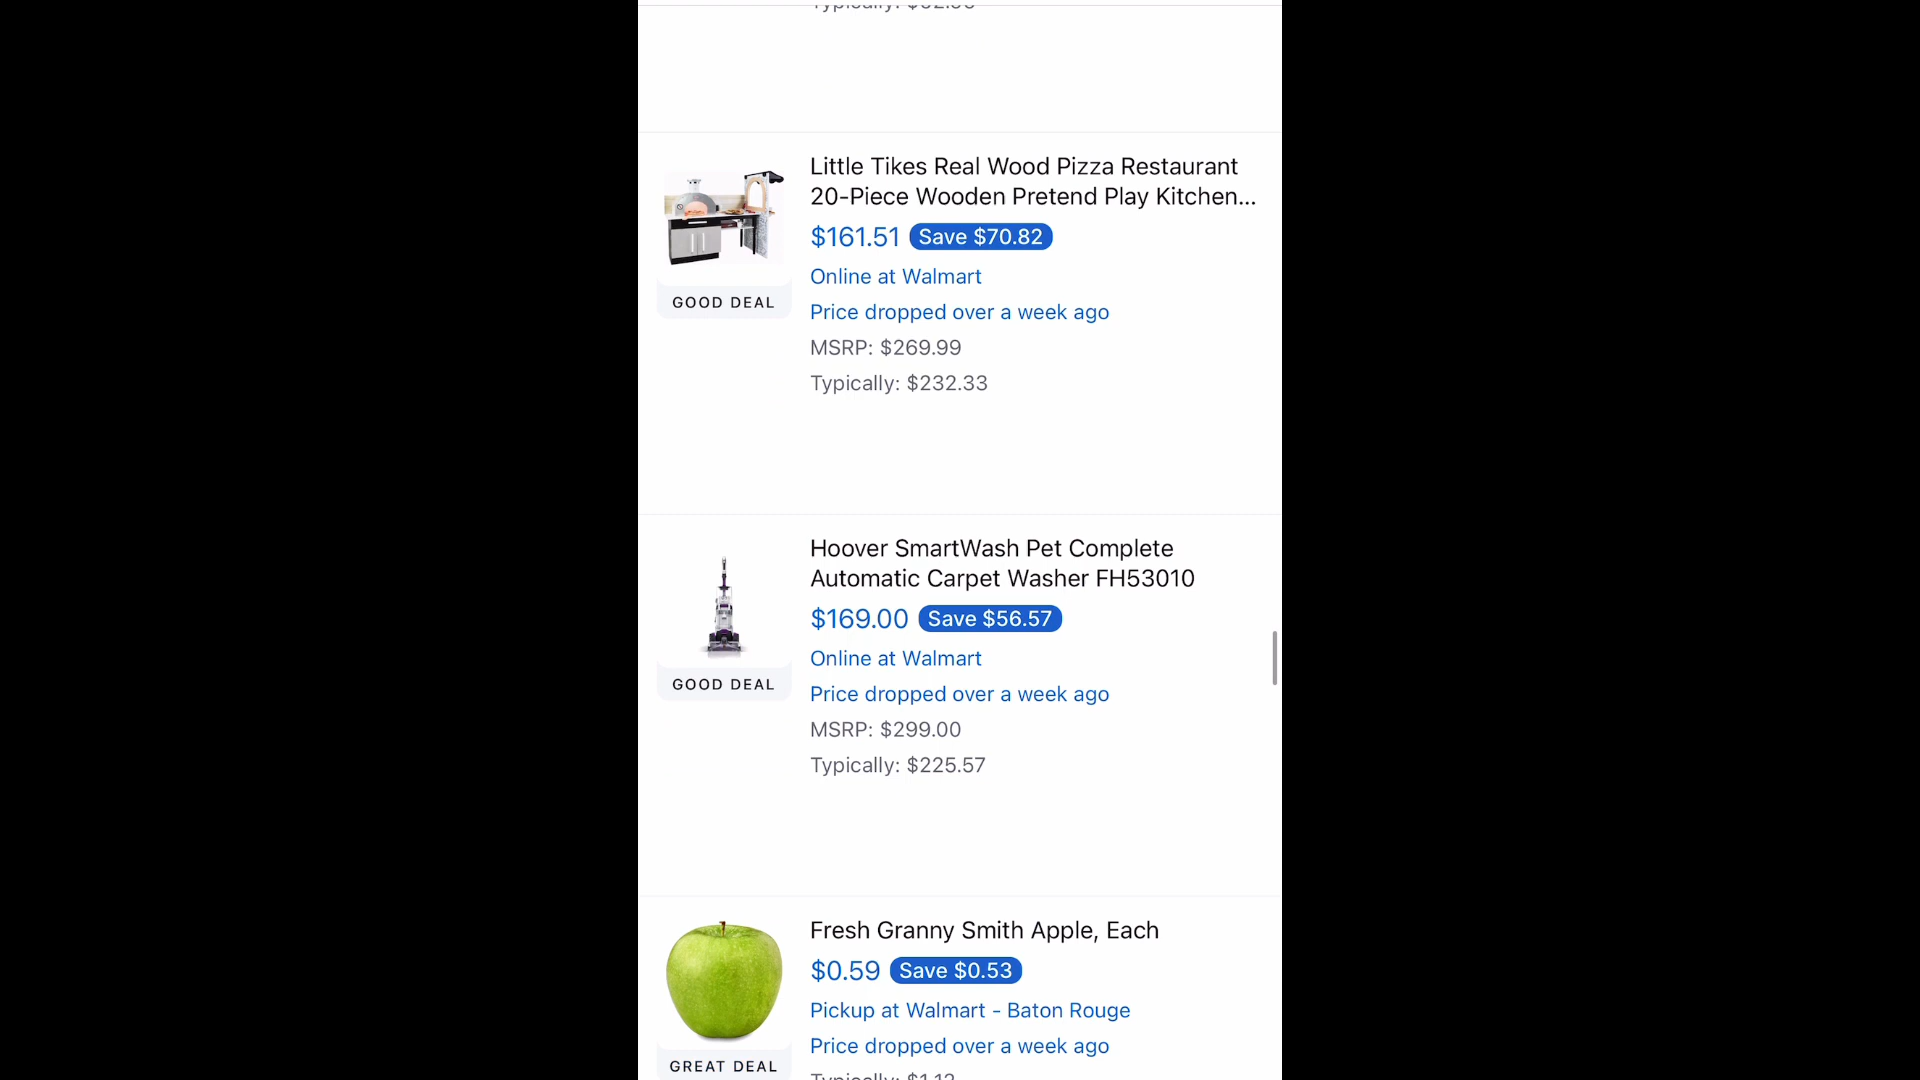 Little Tikes Real Wood Pizza Restaurant
20-Piece Wooden Pretend Play Kitchen...
$161.51 Save $70.82
Online at Walmart
Price dropped over a week ago
MSRP: $269.99
Typically: $232.33
GOOD DEAL
Hoover SmartWash Pet Complete
Automatic Carpet Washer FH53010
$169.00 Save $56.57
Online at Walmart
Price dropped over a week ago
MSRP: $299.00
Typically: $225.57
GOOD DEAL
Fresh Granny Smith Apple, Each
$0.59 Save $0.53
Pickup at Walmart - Baton Rouge
Price dropped over a week ago
Typically: $1.12
GREAT DEAL